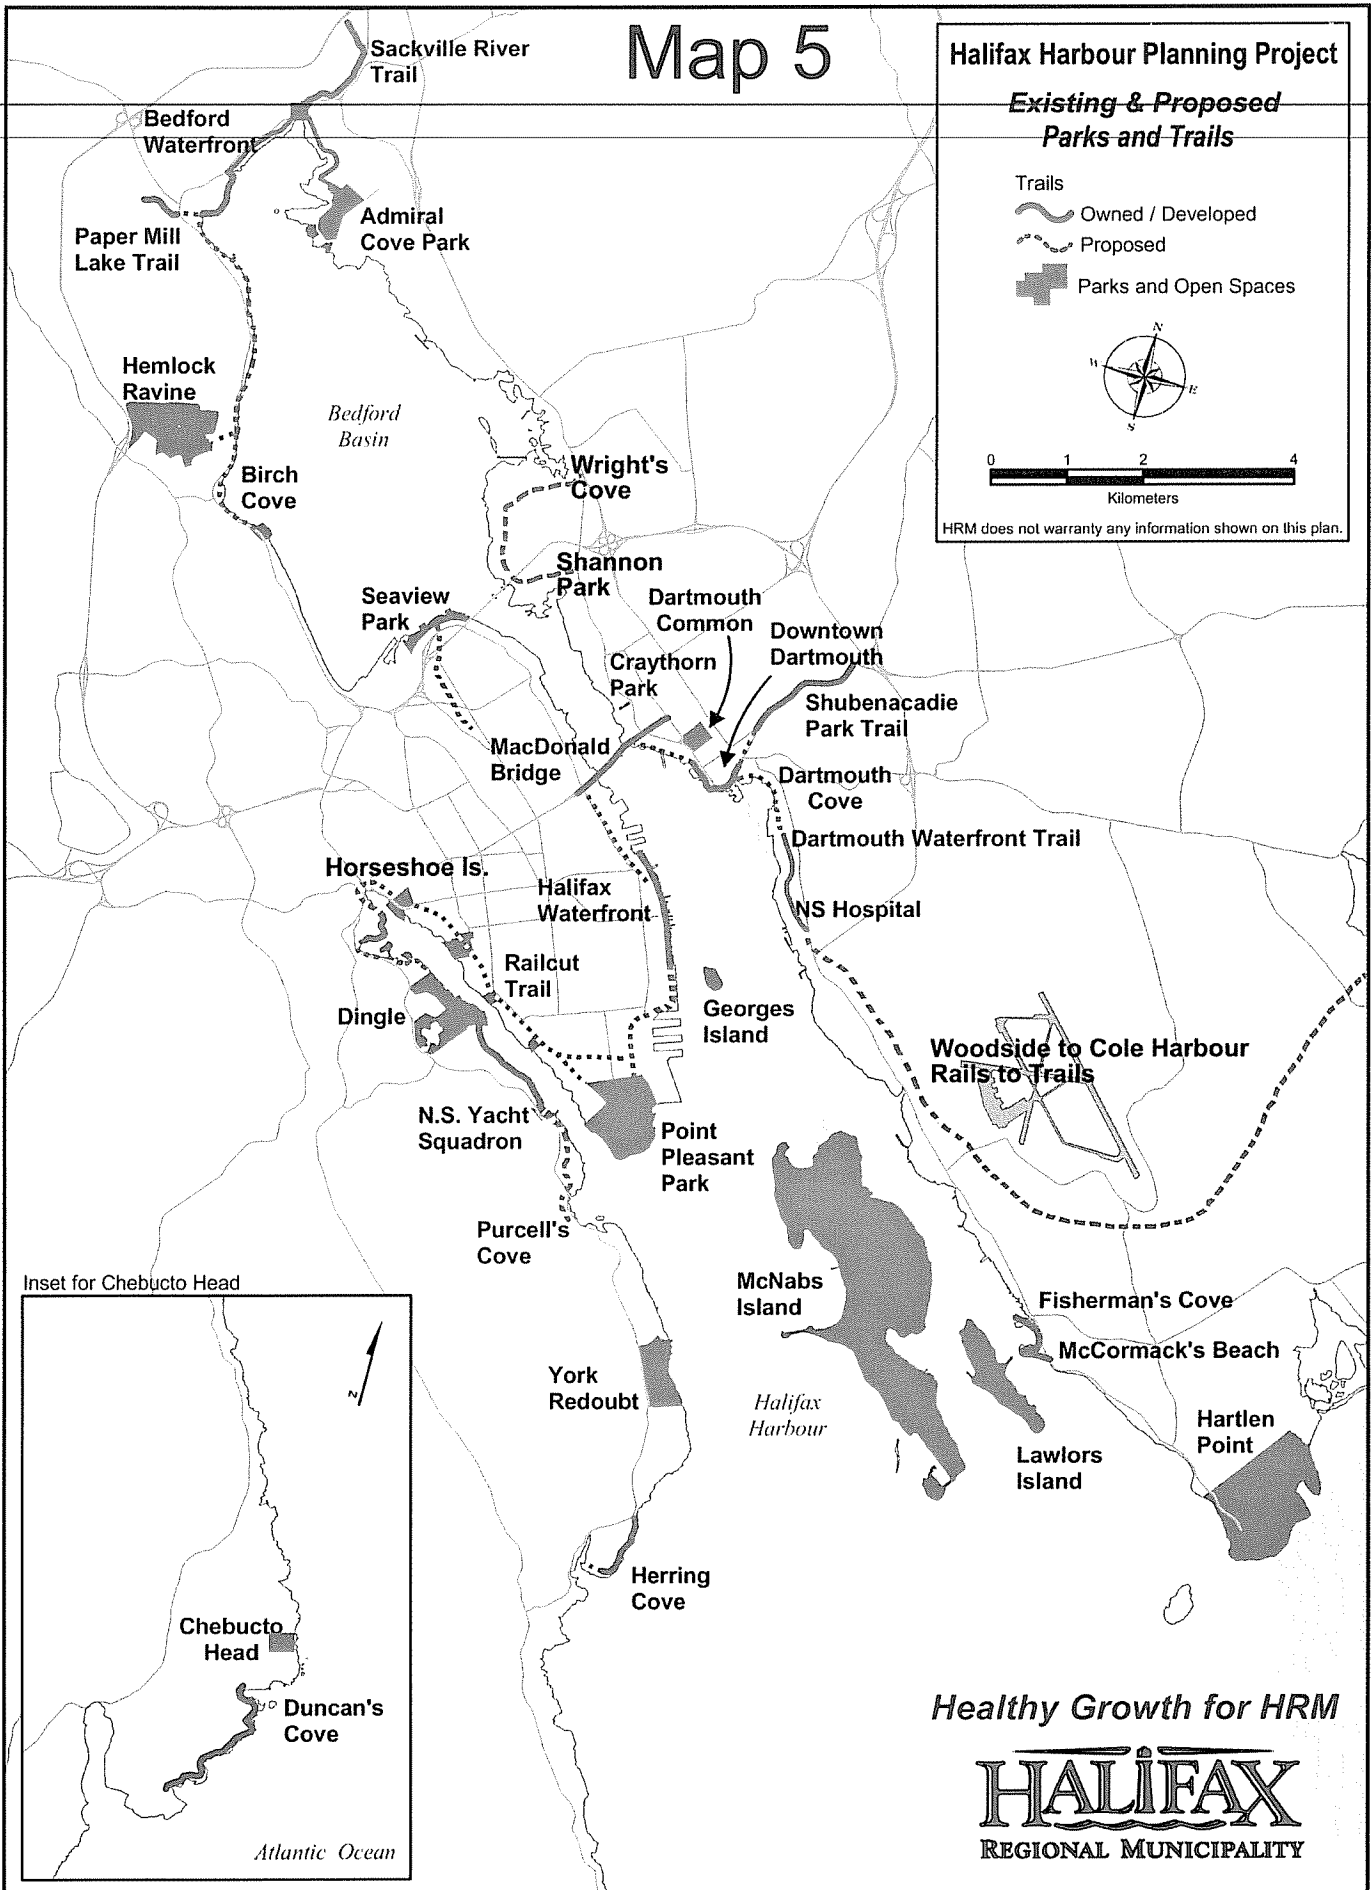 Map 5
Halifax Harbour Planning Project
Existing & Proposed
Parks and Trails
Trails
Owned / Developed
Proposed
Parks and Open Spaces
N
W
E
S
0 1 2 4
Kilometers
HRM does not warranty any information shown on this plan.
Sackville River
Trail
Bedford
Waterfront
Admiral
Cove Park
Paper Mill
Lake Trail
Hemlock
Ravine
Bedford
Basin
Birch
Cove
Wright's
Cove
Shannon
Park
Seaview
Park
Dartmouth
Common
Downtown
Dartmouth
Craythorn
Park
Shubenacadie
Park Trail
MacDonald
Bridge
Dartmouth
Cove
Dartmouth Waterfront Trail
Horseshoe Is.
Halifax
Waterfront
NS Hospital
Railcut
Trail
Dingle
Georges
Island
Woodside to Cole Harbour
Rails to Trails
N.S. Yacht
Squadron
Point
Pleasant
Park
Purcell's
Cove
McNabs
Island
Fisherman's Cove
McCormack's Beach
York
Redoubt
Halifax
Harbour
Hartlen
Point
Lawlors
Island
Herring
Cove
Inset for Chebucto Head
N
Chebucto
Head
Duncan's
Cove
Atlantic Ocean
Healthy Growth for HRM
HALIFAX
REGIONAL MUNICIPALITY